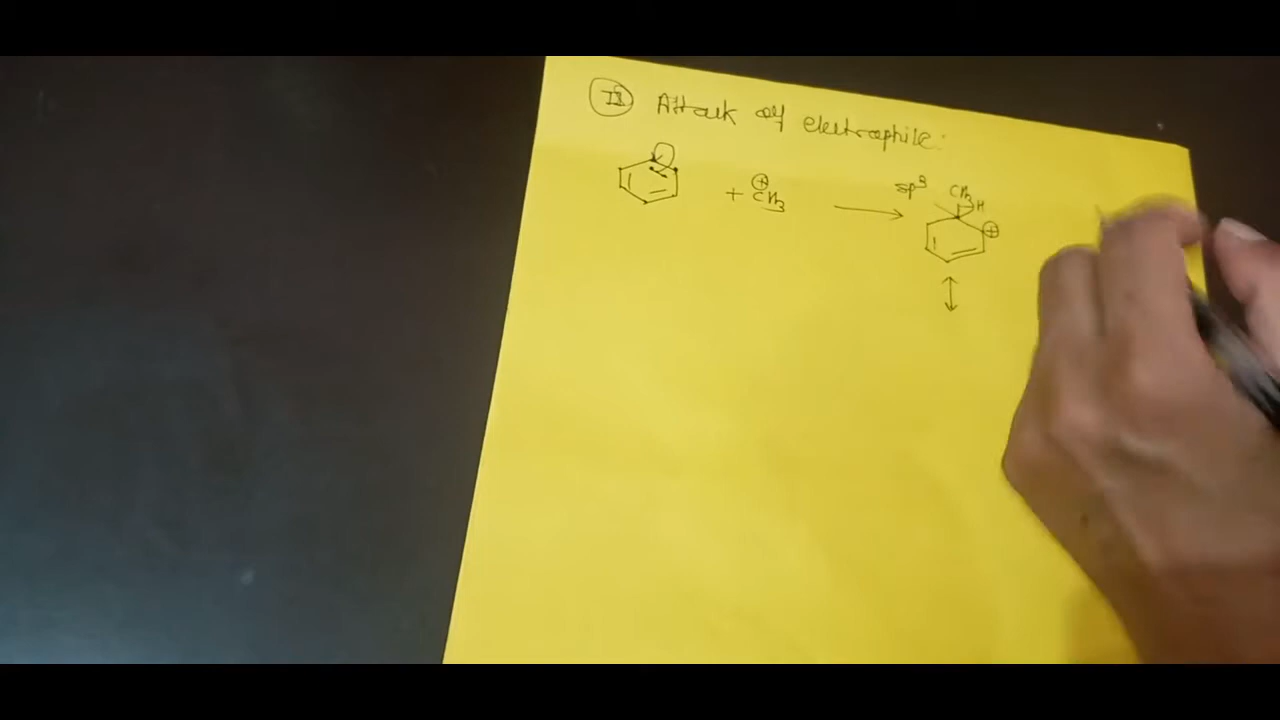 II Attack of electrophile:
+ ⊕CH3 → sp3 CH3 H ⊕